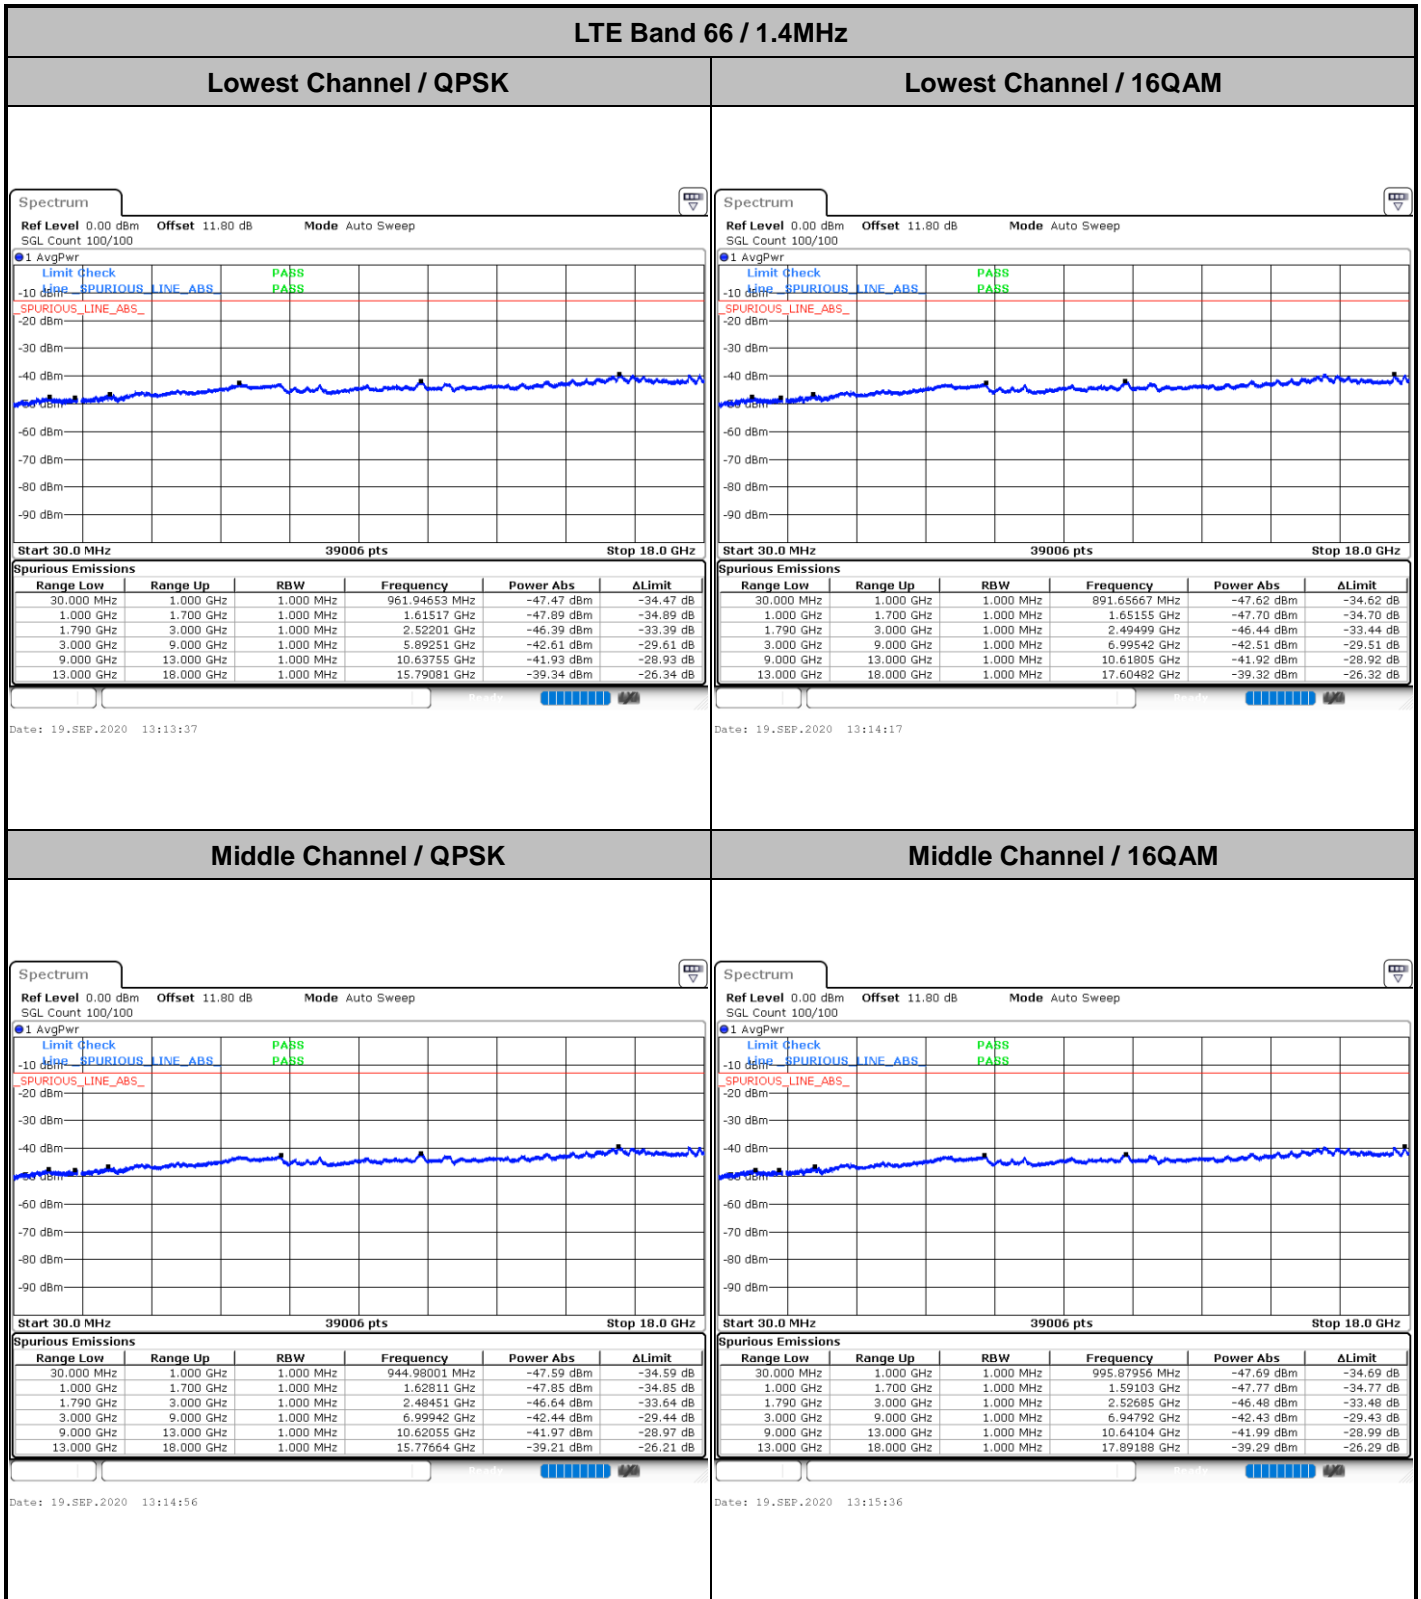 LTE Band 66 / 1.4MHz
Lowest Channel / QPSK
Lowest Channel / 16QAM
Spectrum
Ref Level 0.00 dBm Offset 11.80 dB Mode Auto Sweep
SGL Count 100/100
1 AvgPwr
Limit Check PASS
Line _SPURIOUS_LINE_ABS_ PASS
-10 dBm
_SPURIOUS_LINE_ABS_
-20 dBm
-30 dBm
-40 dBm
-50 dBm
-60 dBm
-70 dBm
-80 dBm
-90 dBm
Start 30.0 MHz 39006 pts Stop 18.0 GHz
Spurious Emissions
Range Low Range Up RBW Frequency Power Abs ΔLimit
30.000 MHz 1.000 GHz 1.000 MHz 961.94653 MHz -47.47 dBm -34.47 dB
1.000 GHz 1.700 GHz 1.000 MHz 1.61517 GHz -47.89 dBm -34.89 dB
1.790 GHz 3.000 GHz 1.000 MHz 2.52201 GHz -46.39 dBm -33.39 dB
3.000 GHz 9.000 GHz 1.000 MHz 5.89251 GHz -42.61 dBm -29.61 dB
9.000 GHz 13.000 GHz 1.000 MHz 10.63755 GHz -41.93 dBm -28.93 dB
13.000 GHz 18.000 GHz 1.000 MHz 15.79081 GHz -39.34 dBm -26.34 dB
Ready
Date: 19.SEP.2020 13:13:37
Spectrum
Ref Level 0.00 dBm Offset 11.80 dB Mode Auto Sweep
SGL Count 100/100
1 AvgPwr
Limit Check PASS
Line _SPURIOUS_LINE_ABS_ PASS
-10 dBm
_SPURIOUS_LINE_ABS_
-20 dBm
-30 dBm
-40 dBm
-50 dBm
-60 dBm
-70 dBm
-80 dBm
-90 dBm
Start 30.0 MHz 39006 pts Stop 18.0 GHz
Spurious Emissions
Range Low Range Up RBW Frequency Power Abs ΔLimit
30.000 MHz 1.000 GHz 1.000 MHz 891.65667 MHz -47.62 dBm -34.62 dB
1.000 GHz 1.700 GHz 1.000 MHz 1.65155 GHz -47.70 dBm -34.70 dB
1.790 GHz 3.000 GHz 1.000 MHz 2.49499 GHz -46.44 dBm -33.44 dB
3.000 GHz 9.000 GHz 1.000 MHz 6.99542 GHz -42.51 dBm -29.51 dB
9.000 GHz 13.000 GHz 1.000 MHz 10.61805 GHz -41.92 dBm -28.92 dB
13.000 GHz 18.000 GHz 1.000 MHz 17.60482 GHz -39.32 dBm -26.32 dB
Date: 19.SEP.2020 13:14:17
Middle Channel / QPSK
Middle Channel / 16QAM
Spectrum
Ref Level 0.00 dBm Offset 11.80 dB Mode Auto Sweep
SGL Count 100/100
1 AvgPwr
Limit Check PASS
Line _SPURIOUS_LINE_ABS_ PASS
-10 dBm
_SPURIOUS_LINE_ABS_
-20 dBm
-30 dBm
-40 dBm
-50 dBm
-60 dBm
-70 dBm
-80 dBm
-90 dBm
Start 30.0 MHz 39006 pts Stop 18.0 GHz
Spurious Emissions
Range Low Range Up RBW Frequency Power Abs ΔLimit
30.000 MHz 1.000 GHz 1.000 MHz 944.98001 MHz -47.59 dBm -34.59 dB
1.000 GHz 1.700 GHz 1.000 MHz 1.62811 GHz -47.85 dBm -34.85 dB
1.790 GHz 3.000 GHz 1.000 MHz 2.48451 GHz -46.64 dBm -33.64 dB
3.000 GHz 9.000 GHz 1.000 MHz 6.99942 GHz -42.44 dBm -29.44 dB
9.000 GHz 13.000 GHz 1.000 MHz 10.62055 GHz -41.97 dBm -28.97 dB
13.000 GHz 18.000 GHz 1.000 MHz 15.77664 GHz -39.21 dBm -26.21 dB
Ready
Date: 19.SEP.2020 13:14:56
Spectrum
Ref Level 0.00 dBm Offset 11.80 dB Mode Auto Sweep
SGL Count 100/100
1 AvgPwr
Limit Check PASS
Line _SPURIOUS_LINE_ABS_ PASS
-10 dBm
_SPURIOUS_LINE_ABS_
-20 dBm
-30 dBm
-40 dBm
-50 dBm
-60 dBm
-70 dBm
-80 dBm
-90 dBm
Start 30.0 MHz 39006 pts Stop 18.0 GHz
Spurious Emissions
Range Low Range Up RBW Frequency Power Abs ΔLimit
30.000 MHz 1.000 GHz 1.000 MHz 995.87956 MHz -47.69 dBm -34.69 dB
1.000 GHz 1.700 GHz 1.000 MHz 1.59103 GHz -47.77 dBm -34.77 dB
1.790 GHz 3.000 GHz 1.000 MHz 2.52685 GHz -46.48 dBm -33.48 dB
3.000 GHz 9.000 GHz 1.000 MHz 6.94792 GHz -42.43 dBm -29.43 dB
9.000 GHz 13.000 GHz 1.000 MHz 10.64104 GHz -41.99 dBm -28.99 dB
13.000 GHz 18.000 GHz 1.000 MHz 17.89188 GHz -39.29 dBm -26.29 dB
Date: 19.SEP.2020 13:15:36